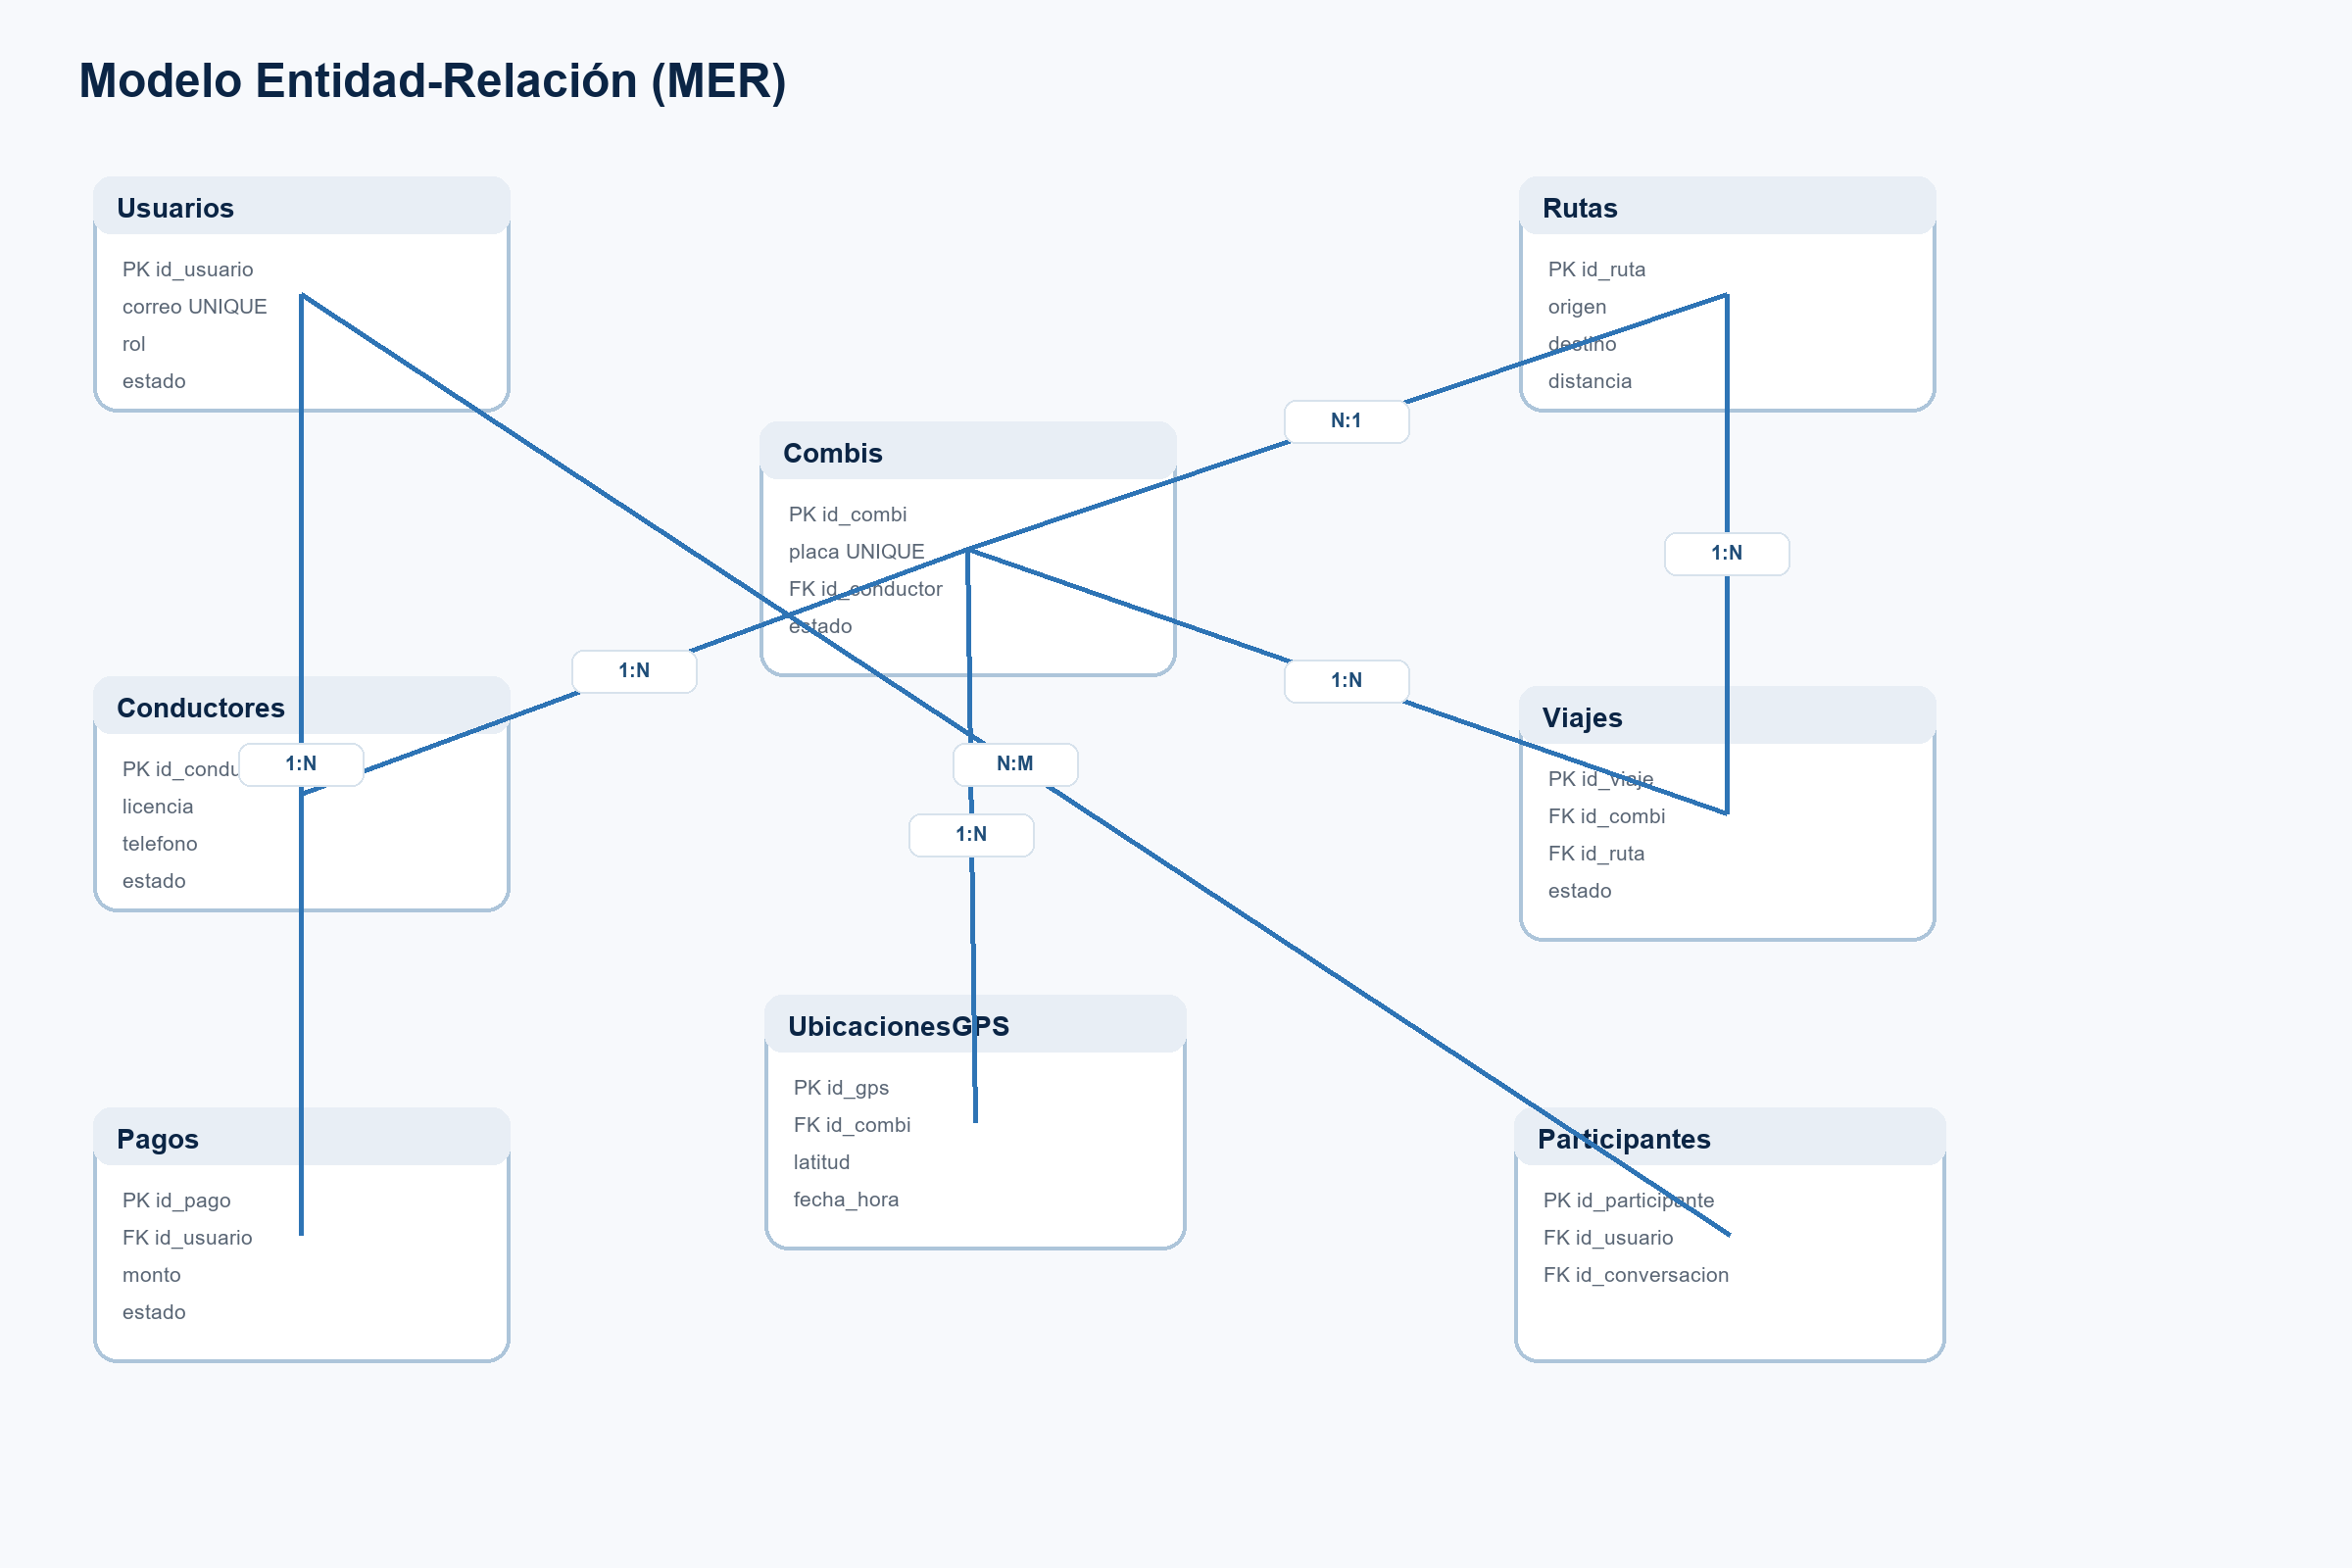 Modelo Entidad-Relación (MER)
Usuarios
PK id_usuario
correo UNIQUE
rol
estado
Rutas
PK id_ruta
origen
destino
distancia
N:1
Combis
PK id_combi
placa UNIQUE
FK id_conductor
estado
1:N
1:N
1:N
Conductores
PK id_condu
licencia
telefono
estado
1:N
Viajes
PK id_viaje
FK id_combi
FK id_ruta
estado
N:M
1:N
UbicacionesGPS
PK id_gps
FK id_combi
latitud
fecha_hora
Pagos
PK id_pago
FK id_usuario
monto
estado
Participantes
PK id_participante
FK id_usuario
FK id_conversacion